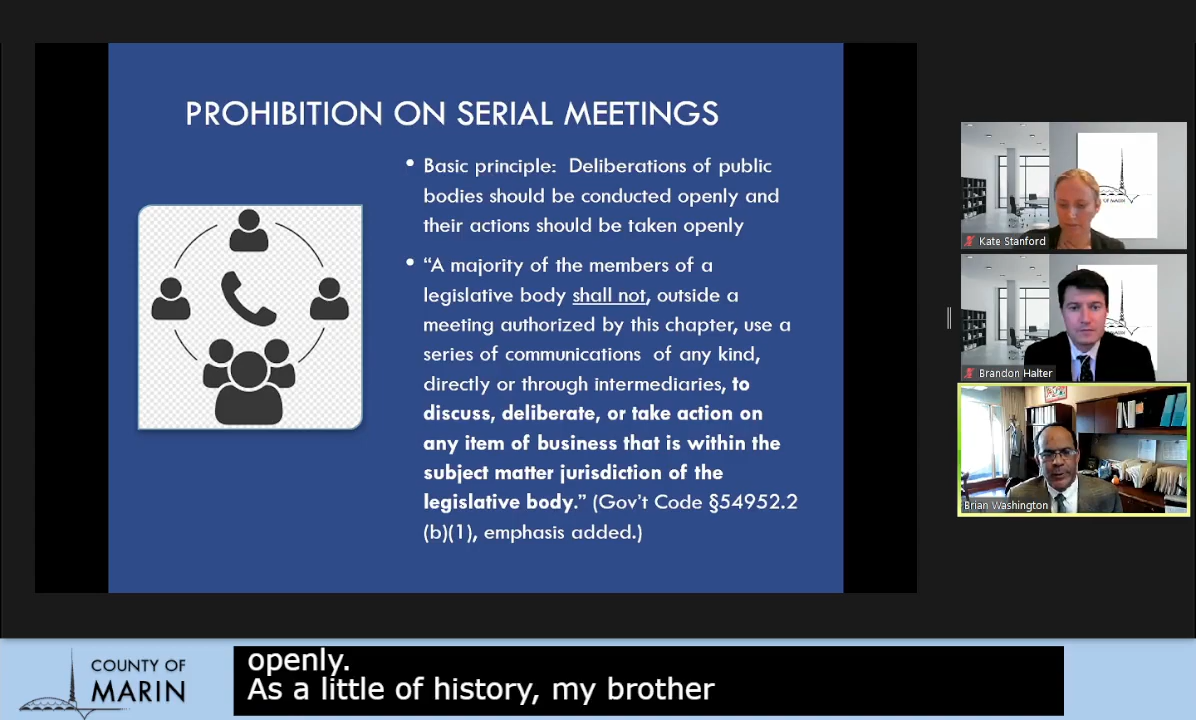 PROHIBITION ON SERIAL MEETINGS
• Basic principle: Deliberations of public
bodies should be conducted openly and
their actions should be taken openly
• “A majority of the members of a
legislative body shall not, outside a
meeting authorized by this chapter, use a
series of communications of any kind,
directly or through intermediaries, to
discuss, deliberate, or take action on
any item of business that is within the
subject matter jurisdiction of the
legislative body.” (Gov’t Code §54952.2
(b)(1), emphasis added.)
Kate Stanford
OF MARIN
Brandon Halter
Brian Washington
COUNTY OF
MARIN
openly.
As a little of history, my brother